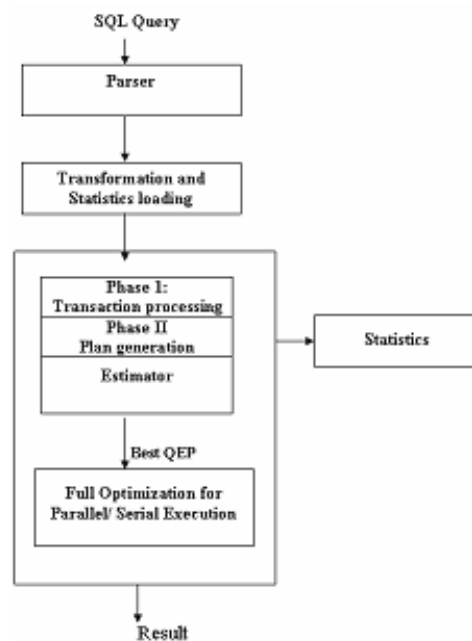 SQL Query
Parser
Transformation and
Statistics loading
Phase I:
Transaction processing
Phase II
Plan generation
Estimator
Statistics
Best QEP
Full Optimization for
Parallel/ Serial Execution
Result